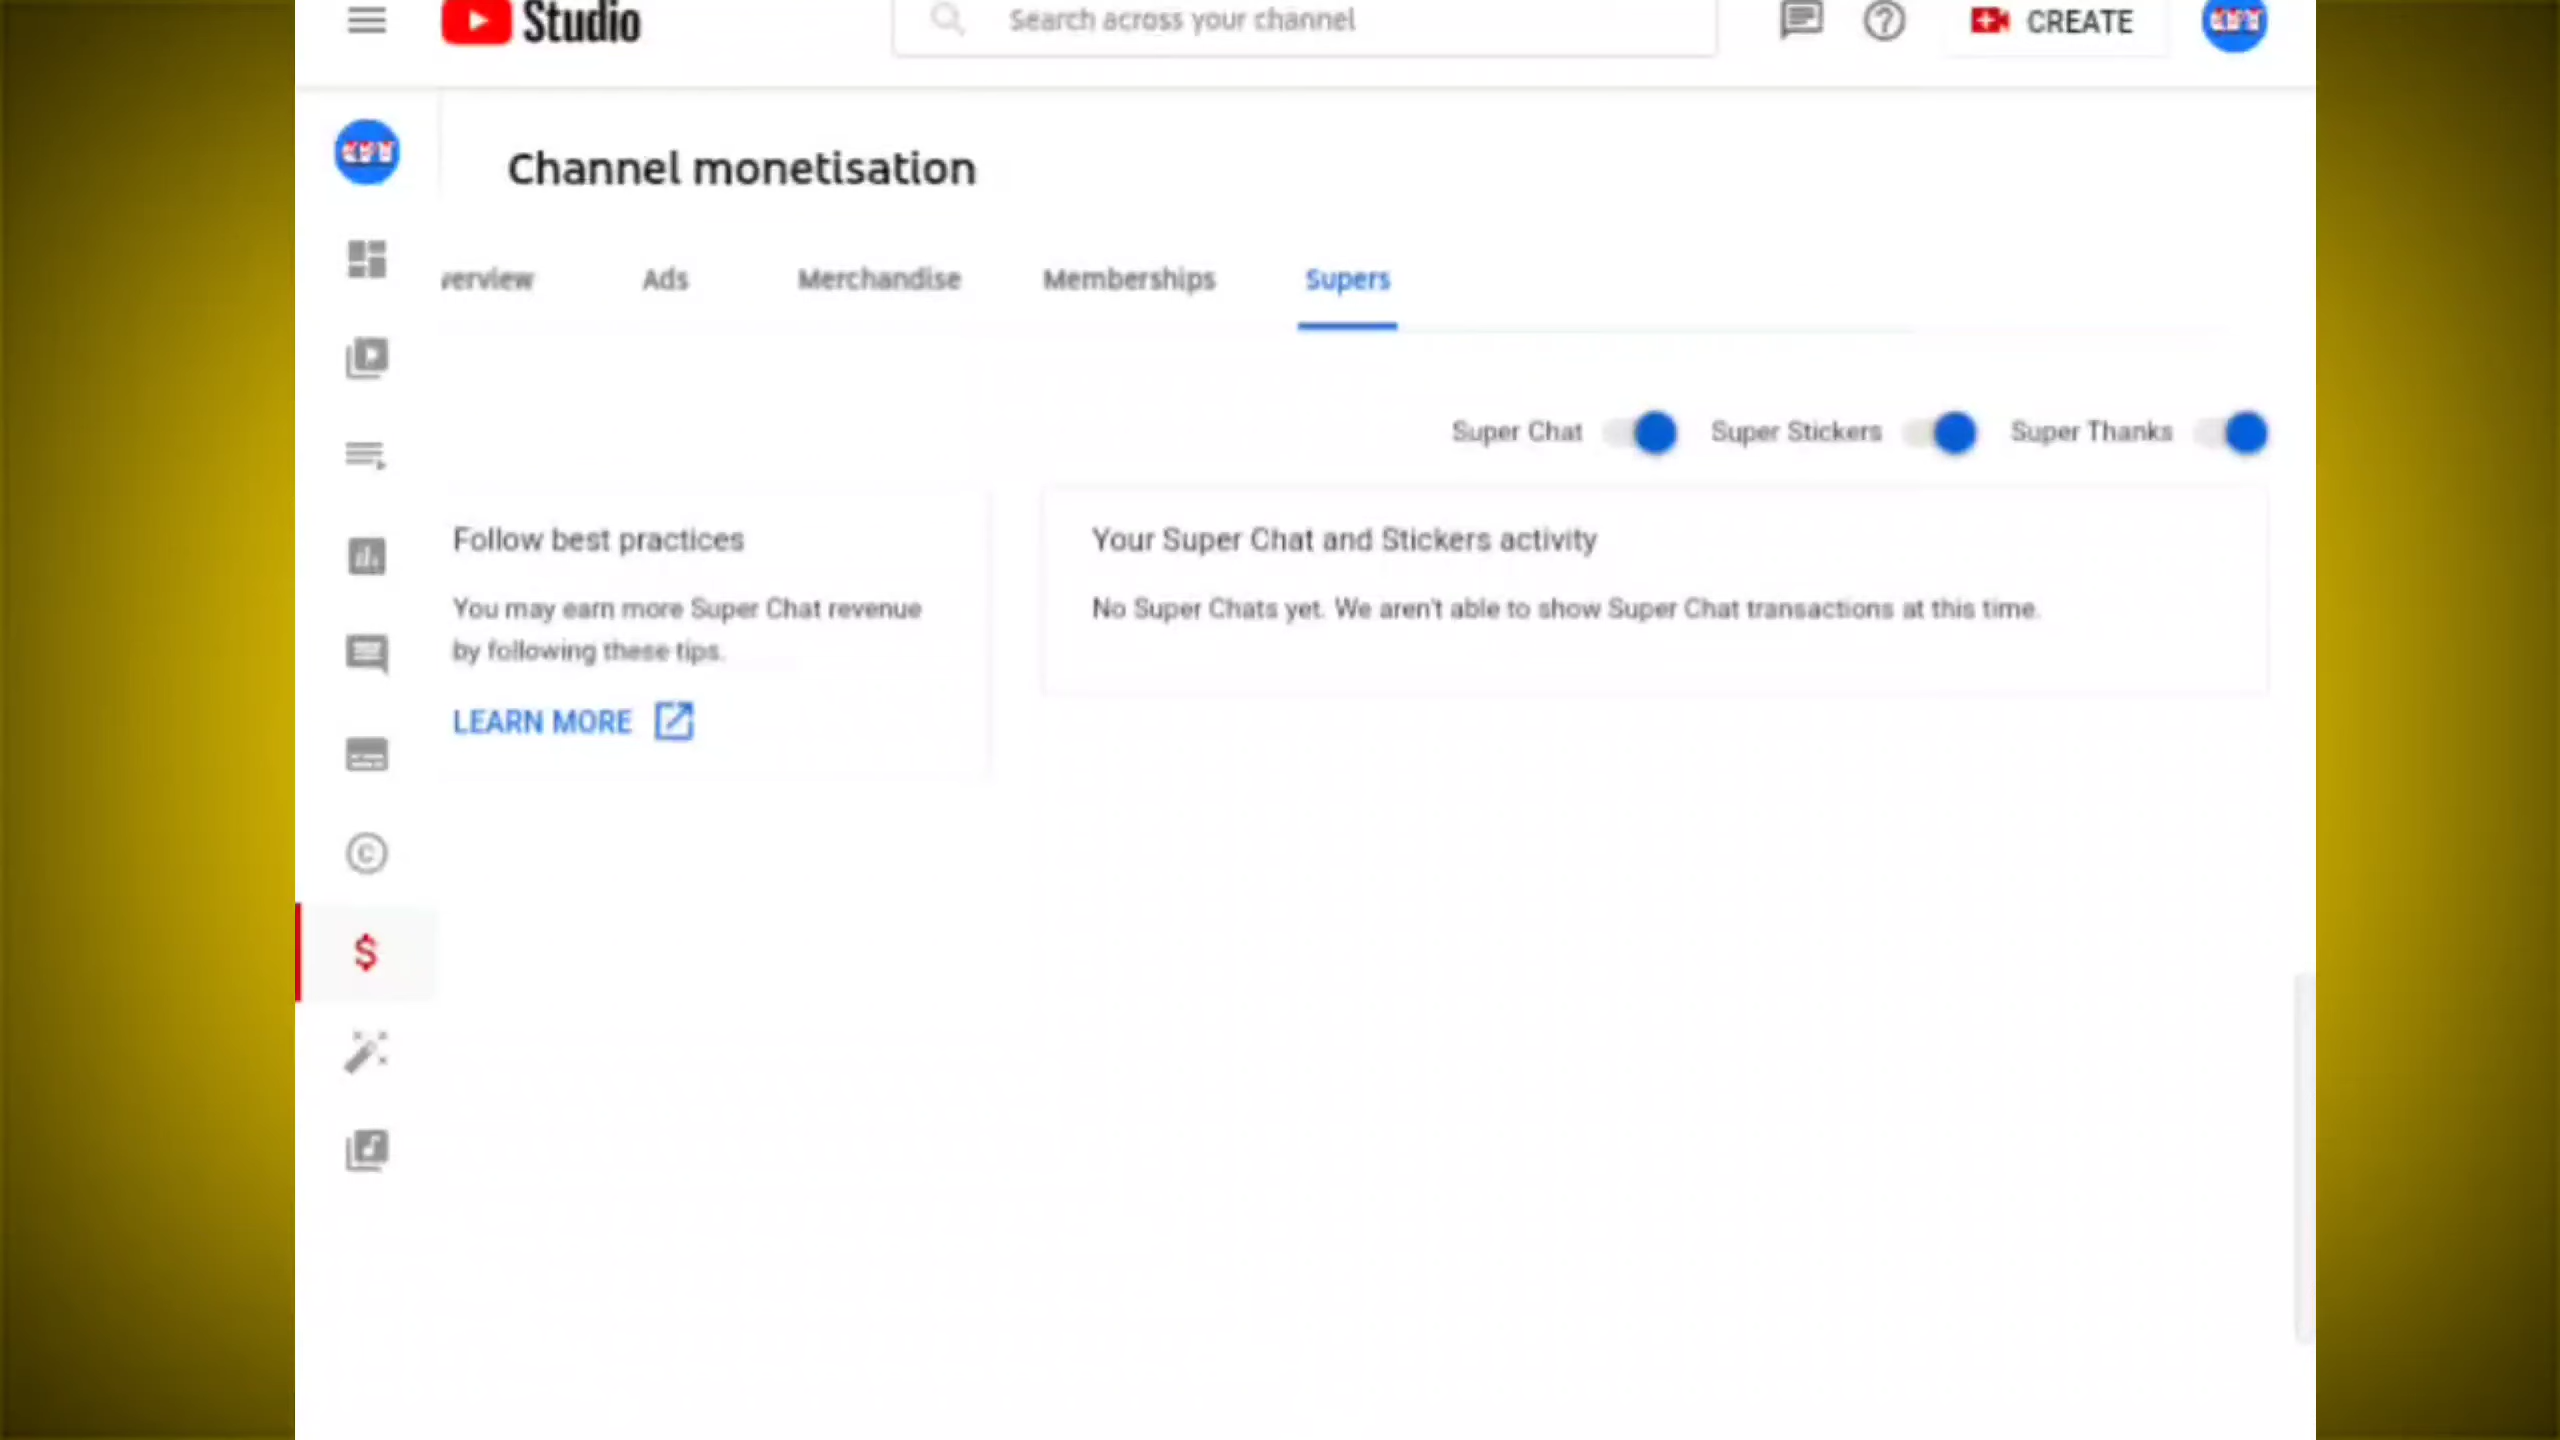 Studio
Search across your channel
CREATE
Channel monetisation
verview
Ads
Merchandise
Memberships
Supers
Super Chat
Super Stickers
Super Thanks
Follow best practices
You may earn more Super Chat revenue
by following these tips.
LEARN MORE
Your Super Chat and Stickers activity
No Super Chats yet. We aren't able to show Super Chat transactions at this time.